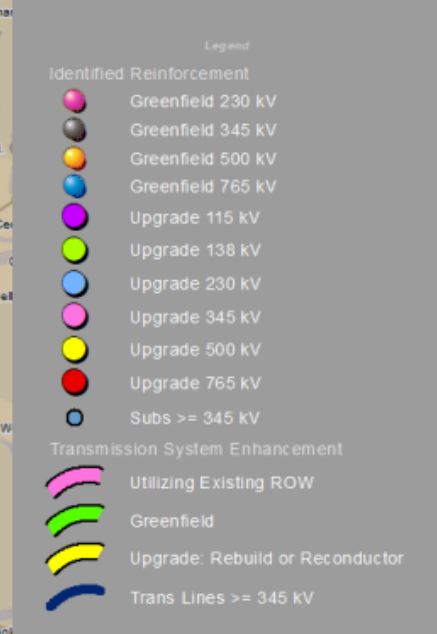 Legend
Identified Reinforcement
Greenfield 230 kV
Greenfield 345 kV
Greenfield 500 kV
Greenfield 765 kV
Upgrade 115 kV
Upgrade 138 kV
Upgrade 230 kV
Upgrade 345 kV
Upgrade 500 kV
Upgrade 765 kV
Subs >= 345 kV
Transmission System Enhancement
Utilizing Existing ROW
Greenfield
Upgrade: Rebuild or Reconductor
Trans Lines >= 345 kV